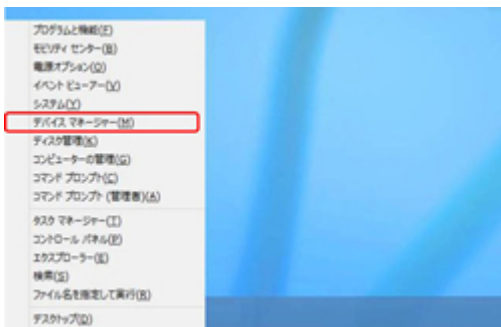 プログラムと機能(F)
モビリティ センター(B)
電源オプション(O)
イベント ビューアー(V)
システム(Y)
デバイス マネージャー(M)
ディスク管理(K)
コンピューターの管理(G)
コマンド プロンプト(C)
コマンド プロンプト (管理者)(A)
タスク マネージャー(T)
コントロール パネル(P)
エクスプローラー(E)
検索(S)
ファイル名を指定して実行(R)
デスクトップ(D)